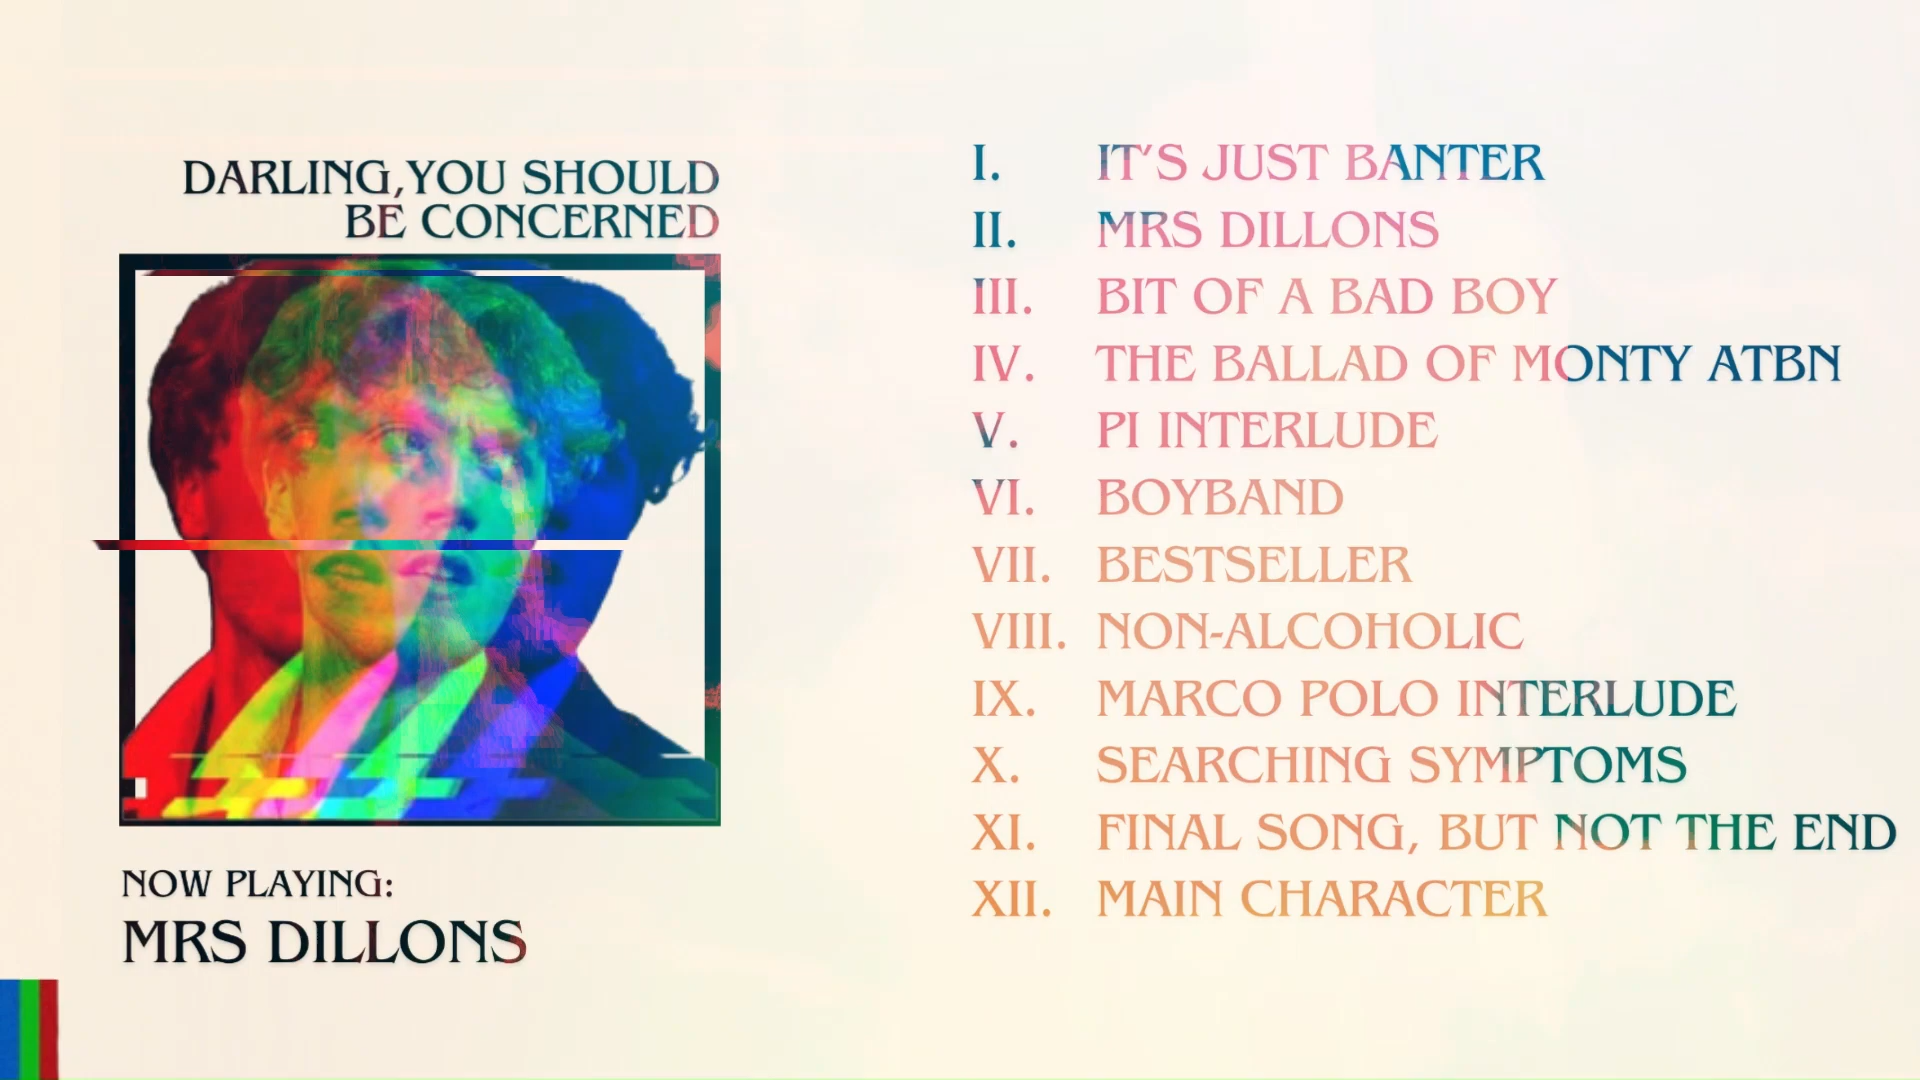 DARLING,YOU SHOULD
BE CONCERNED
NOW PLAYING:
MRS DILLONS
I. IT'S JUST BANTER
II. MRS DILLONS
III. BIT OF A BAD BOY
IV. THE BALLAD OF MONTY ATBN
V. PI INTERLUDE
VI. BOYBAND
VII. BESTSELLER
VIII. NON-ALCOHOLIC
IX. MARCO POLO INTERLUDE
X. SEARCHING SYMPTOMS
XI. FINAL SONG, BUT NOT THE END
XII. MAIN CHARACTER